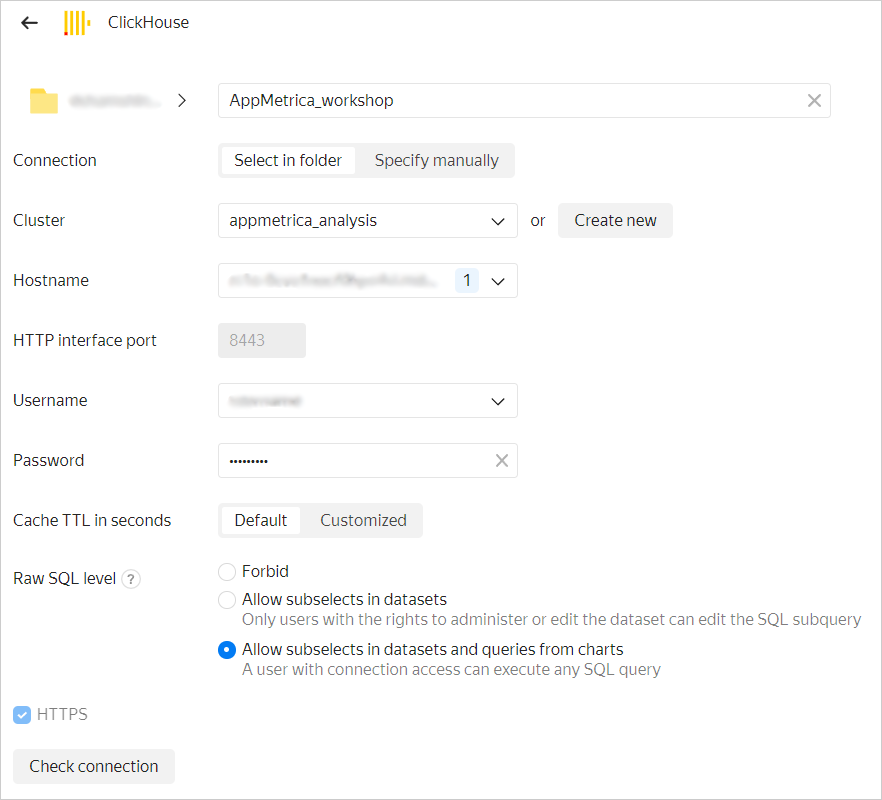 ClickHouse
AppMetrica_workshop
Connection Select in folder Specify manually
Cluster appmetrica_analysis or Create new
Hostname 1
HTTP interface port 8443
Username
Password •••••••••
Cache TTL in seconds Default Customized
Raw SQL level ? Forbid
Allow subselects in datasets
Only users with the rights to administer or edit the dataset can edit the SQL subquery
Allow subselects in datasets and queries from charts
A user with connection access can execute any SQL query
HTTPS
Check connection